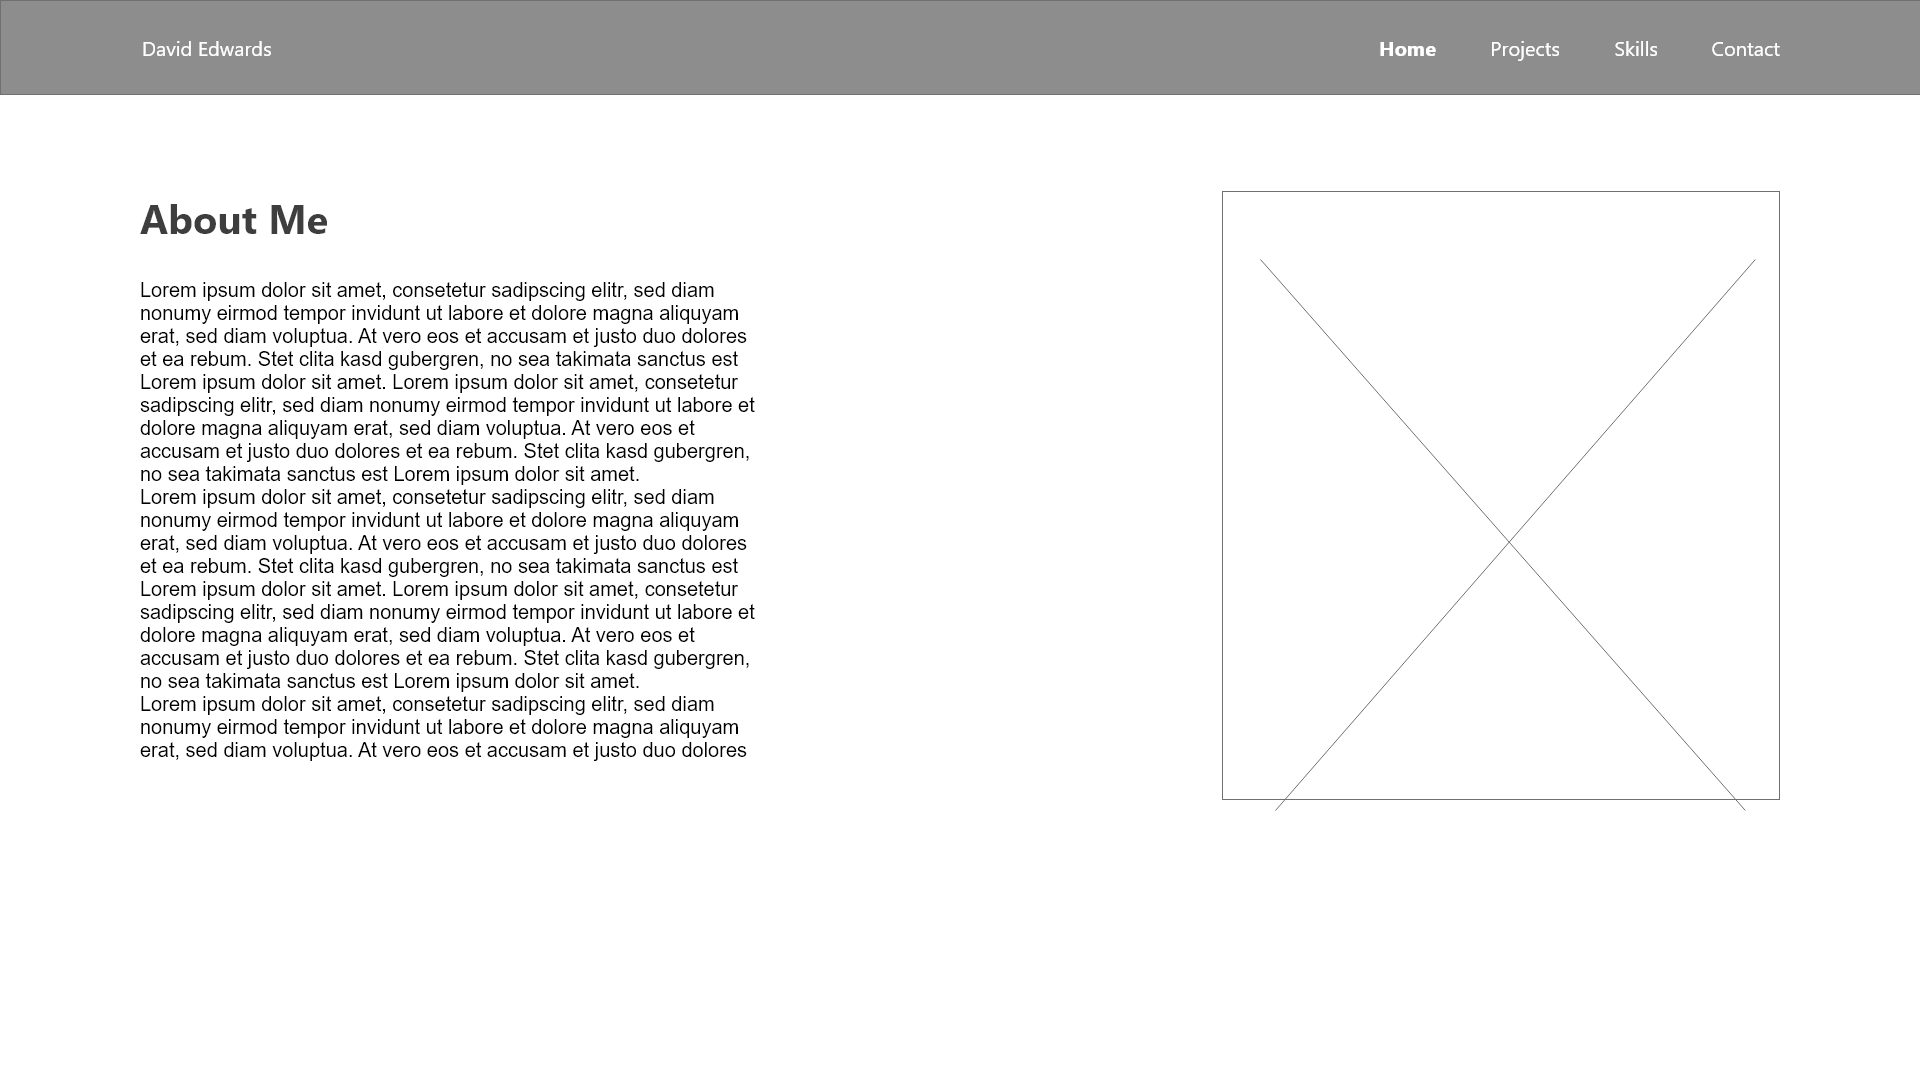 David Edwards
Home Projects Skills Contact
About Me
Lorem ipsum dolor sit amet, consetetur sadipscing elitr, sed diam
nonumy eirmod tempor invidunt ut labore et dolore magna aliquyam
erat, sed diam voluptua. At vero eos et accusam et justo duo dolores
et ea rebum. Stet clita kasd gubergren, no sea takimata sanctus est
Lorem ipsum dolor sit amet. Lorem ipsum dolor sit amet, consetetur
sadipscing elitr, sed diam nonumy eirmod tempor invidunt ut labore et
dolore magna aliquyam erat, sed diam voluptua. At vero eos et
accusam et justo duo dolores et ea rebum. Stet clita kasd gubergren,
no sea takimata sanctus est Lorem ipsum dolor sit amet.
Lorem ipsum dolor sit amet, consetetur sadipscing elitr, sed diam
nonumy eirmod tempor invidunt ut labore et dolore magna aliquyam
erat, sed diam voluptua. At vero eos et accusam et justo duo dolores
et ea rebum. Stet clita kasd gubergren, no sea takimata sanctus est
Lorem ipsum dolor sit amet. Lorem ipsum dolor sit amet, consetetur
sadipscing elitr, sed diam nonumy eirmod tempor invidunt ut labore et
dolore magna aliquyam erat, sed diam voluptua. At vero eos et
accusam et justo duo dolores et ea rebum. Stet clita kasd gubergren,
no sea takimata sanctus est Lorem ipsum dolor sit amet.
Lorem ipsum dolor sit amet, consetetur sadipscing elitr, sed diam
nonumy eirmod tempor invidunt ut labore et dolore magna aliquyam
erat, sed diam voluptua. At vero eos et accusam et justo duo dolores